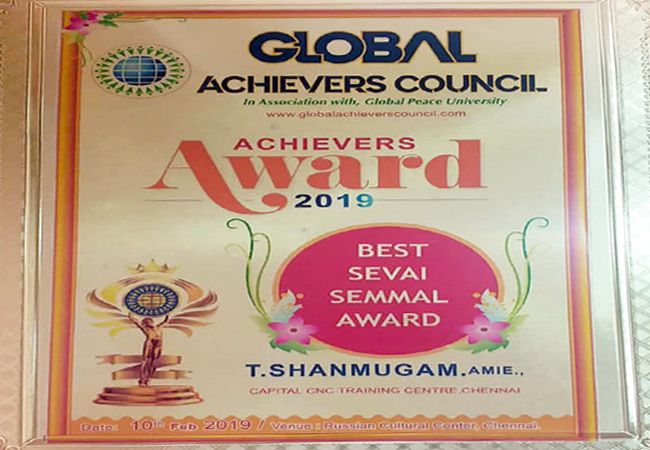 GLOBAL
ACHIEVERS COUNCIL
In Association with, Global Peace University
www.globalachieverscouncil.com
ACHIEVERS
Award
2019
BEST
SEVAI
SEMMAL
AWARD
T.SHANMUGAM.AMIE.,
CAPITAL CNC TRAINING CENTRE,CHENNAI
Date: 10th Feb 2019 / Venue : Russian Cultural Center, Chennai.